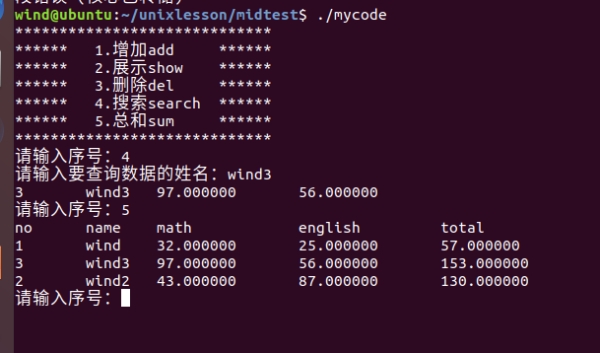 wind@ubuntu:~/unixlesson/midtest$ ./mycode
*****************************
****** 1.增加add ******
****** 2.展示show ******
****** 3.删除del ******
****** 4.搜索search ******
****** 5.总和sum ******
*****************************
请输入序号：4
请输入要查询数据的姓名：wind3
3 wind3 97.000000 56.000000
请输入序号：5
no name math english total
1 wind 32.000000 25.000000 57.000000
3 wind3 97.000000 56.000000 153.000000
2 wind2 43.000000 87.000000 130.000000
请输入序号：